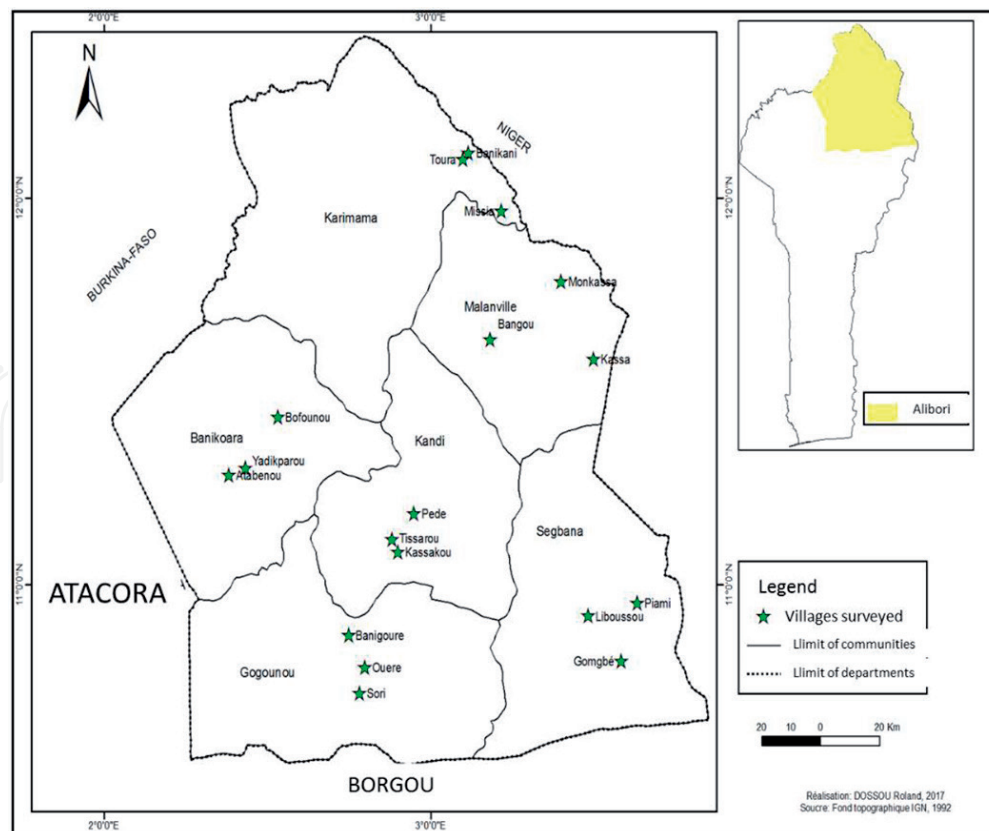 2°0'0"E
3°0'0"E
N
NIGER
Banikani
Toura
12°0'0"N
12°0'0"N
Missia
Karimama
BURKINA-FASO
Monkassa
Malanville
Bangou
Kassa
Bofounou
Banikoara
Kandi
Yadikparou
Alabenou
Pede
Segbana
Tissarou
Kassakou
11°0'0"N
11°0'0"N
ATACORA
Piami
Liboussou
Banigoure
Gomgbé
Ouere
Gogounou
Sori
BORGOU
2°0'0"E
3°0'0"E
Alibori
Legend
Villages surveyed
Llimit of communities
Llimit of departments
20 10 0 20 Km
Réalisation: DOSSOU Roland, 2017
Soucre: Fond topographique IGN, 1992